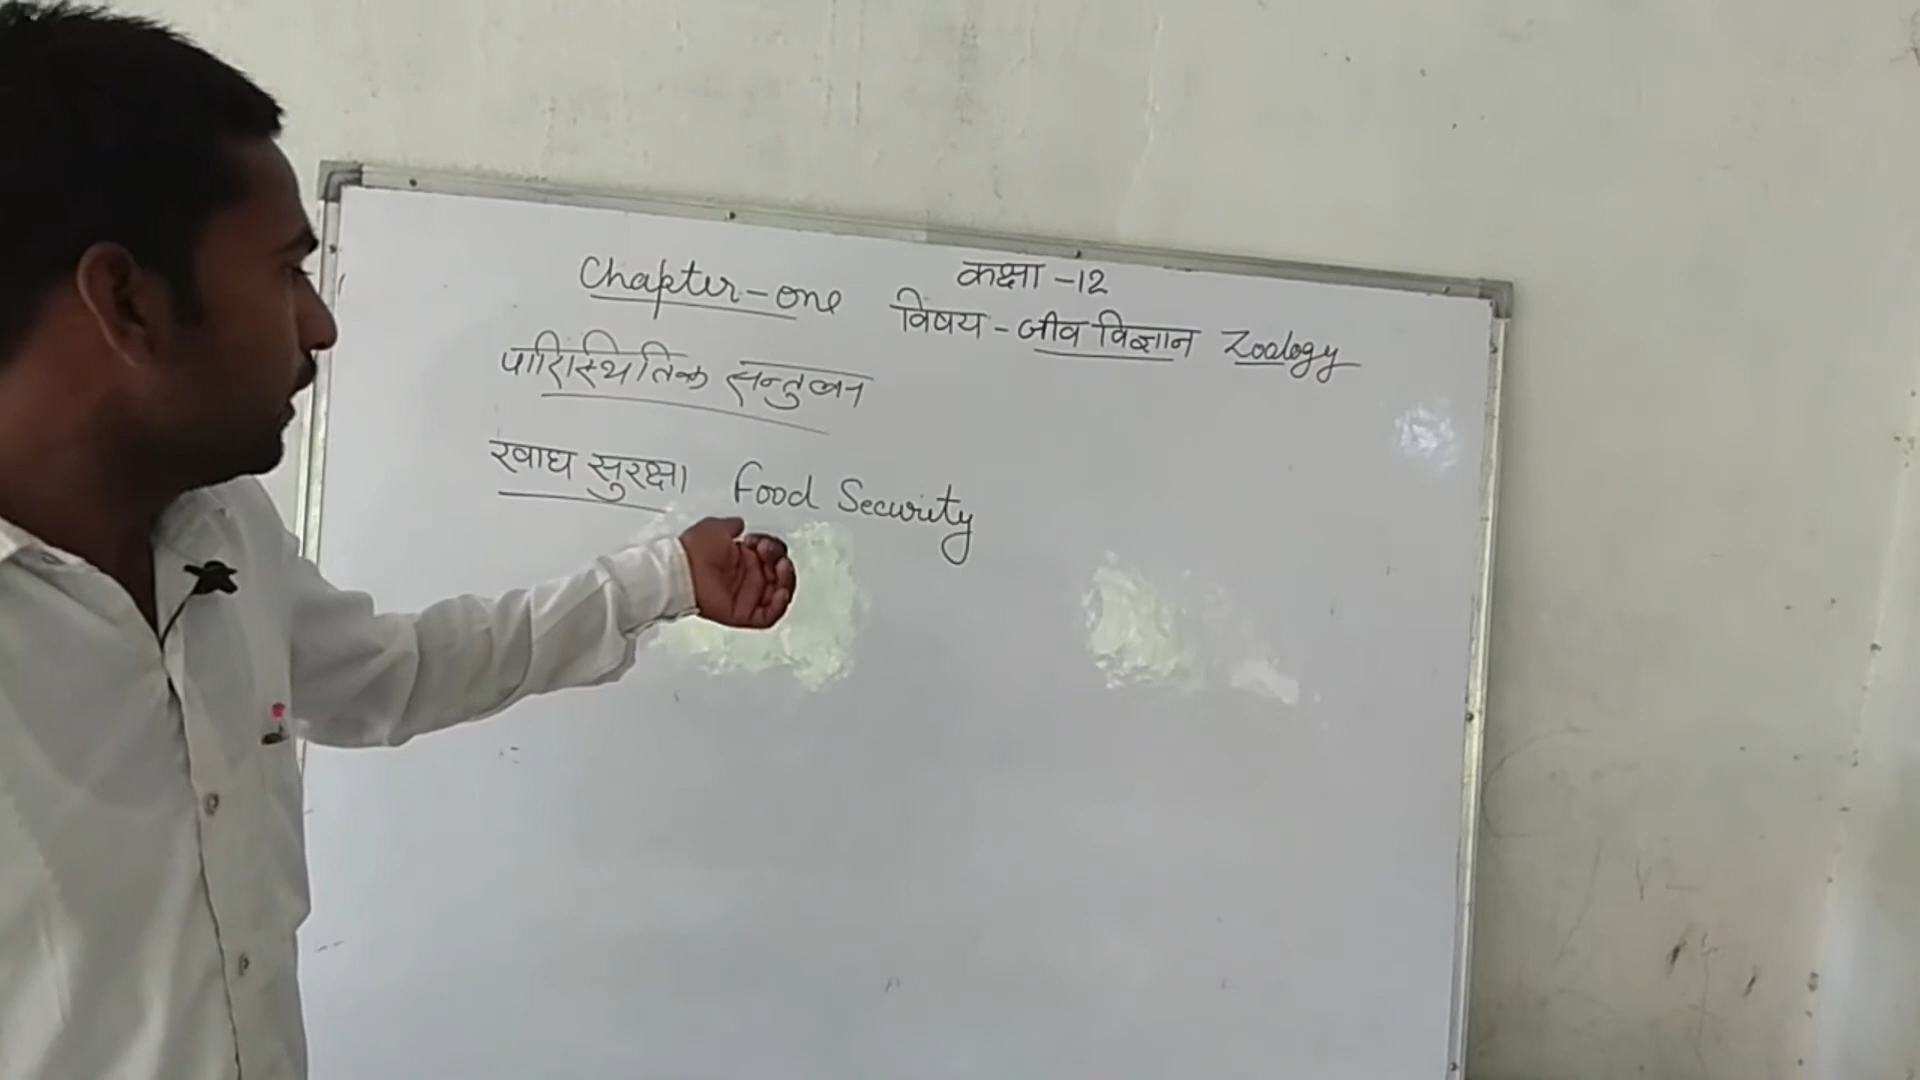 Chapter-one
कक्षा -12
विषय - जीव विज्ञान Zoology
पारिस्थितिक सन्तुलन
खाद्य सुरक्षा Food Security